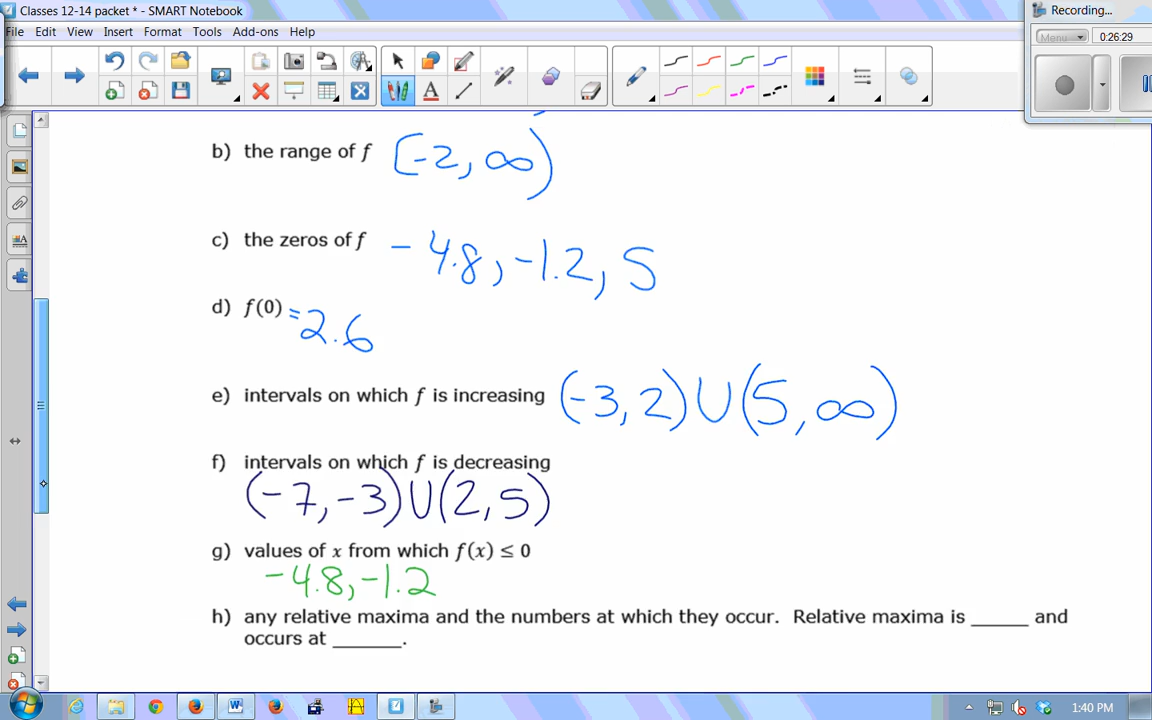 Classes 12-14 packet * - SMART Notebook
Recording...
File Edit View Insert Format Tools Add-ons Help
Menu 0:26:29
b) the range of f [-2, ∞)
c) the zeros of f - 4.8, -1.2, 5
d) f(0) = 2.6
e) intervals on which f is increasing (-3, 2) U (5, ∞)
f) intervals on which f is decreasing
(-7, -3) U (2, 5)
g) values of x from which f(x) ≤ 0
-4.8, -1.2
h) any relative maxima and the numbers at which they occur. Relative maxima is _____ and
occurs at _______.
1:40 PM